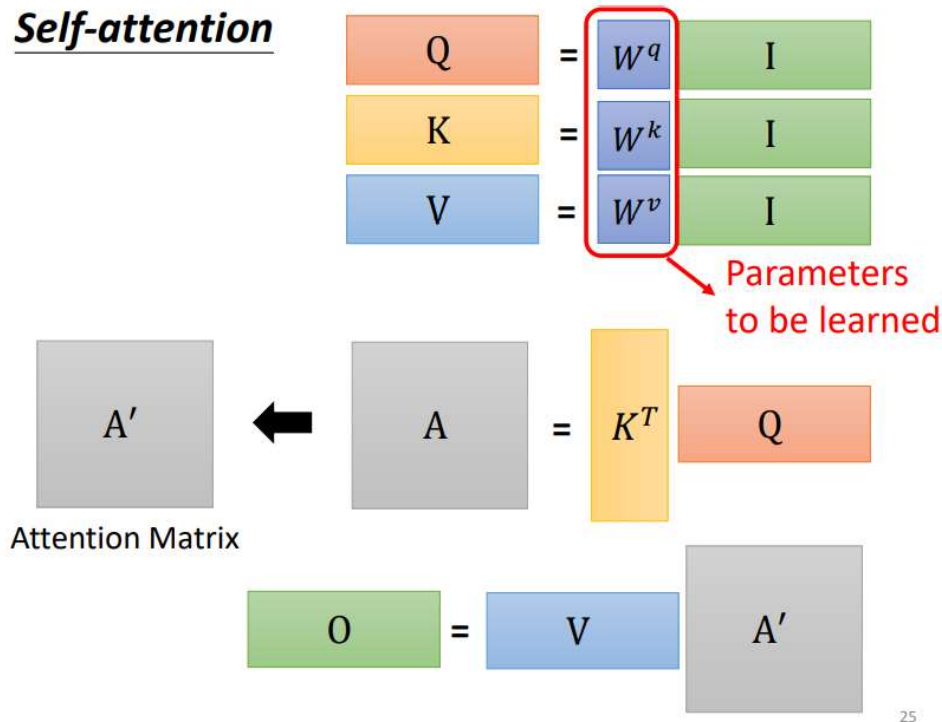 Self-attention
Q = W^q I
K = W^k I
V = W^v I
Parameters
to be learned
A′ A = K^T Q
Attention Matrix
O = V A′
25